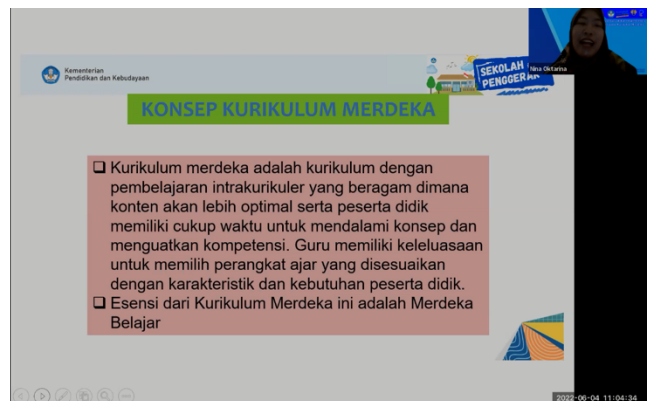 Kementerian
Pendidikan dan Kebudayaan
SEKOLAH
PENGGERAK
Nina Oktarina
KONSEP KURIKULUM MERDEKA
Kurikulum merdeka adalah kurikulum dengan
pembelajaran intrakurikuler yang beragam dimana
konten akan lebih optimal serta peserta didik
memiliki cukup waktu untuk mendalami konsep dan
menguatkan kompetensi. Guru memiliki keleluasaan
untuk memilih perangkat ajar yang disesuaikan
dengan karakteristik dan kebutuhan peserta didik.
Esensi dari Kurikulum Merdeka ini adalah Merdeka
Belajar
2022-06-04 11:04:34